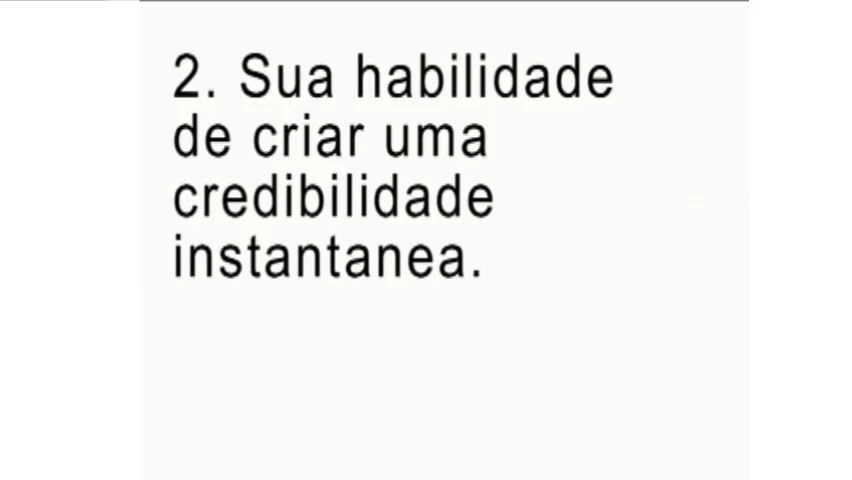 2. Sua habilidade
de criar uma
credibilidade
instantanea.